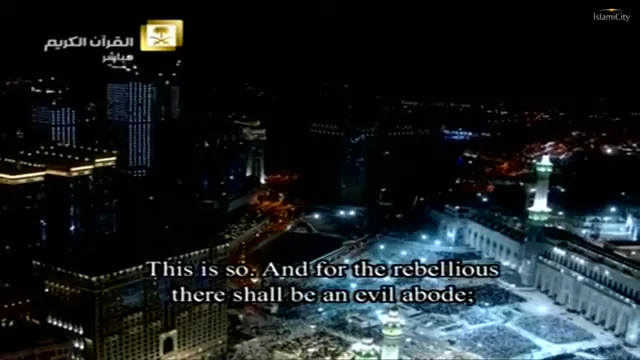 القرآن الكريم
مباشر
IslamiCity
This is so. And for the rebellious
there shall be an evil abode;